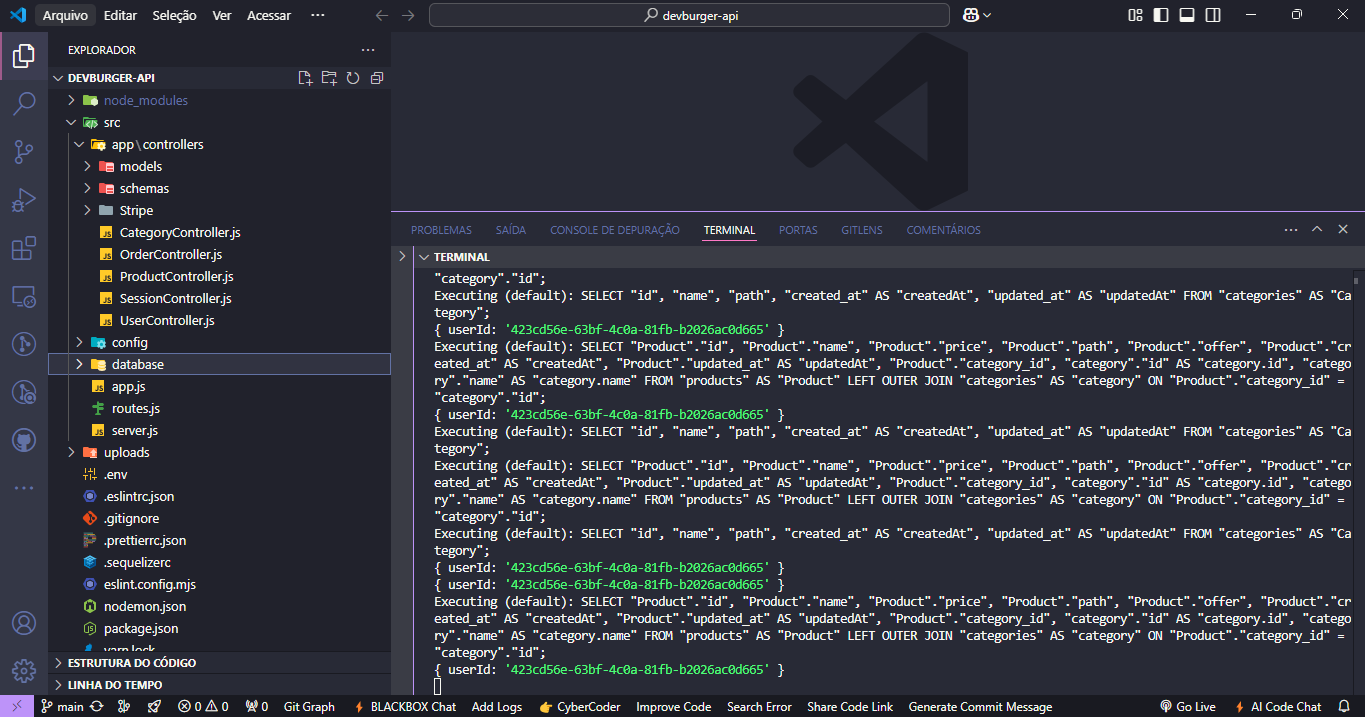 Arquivo Editar Seleção Ver Acessar ··· devburger-api
EXPLORADOR ···
DEVBURGER-API
node_modules
src
app\controllers
models
schemas
Stripe
CategoryController.js
OrderController.js
ProductController.js
SessionController.js
UserController.js
config
database
app.js
routes.js
server.js
uploads
.env
.eslintrc.json
.gitignore
.prettierrc.json
.sequelizerc
eslint.config.mjs
nodemon.json
package.json
yarn.lock
ESTRUTURA DO CÓDIGO
LINHA DO TEMPO
PROBLEMAS SAÍDA CONSOLE DE DEPURAÇÃO TERMINAL PORTAS GITLENS COMENTÁRIOS
TERMINAL
"category"."id";
Executing (default): SELECT "id", "name", "path", "created_at" AS "createdAt", "updated_at" AS "updatedAt" FROM "categories" AS "Ca
tegory";
{ userId: '423cd56e-63bf-4c0a-81fb-b2026ac0d665' }
Executing (default): SELECT "Product"."id", "Product"."name", "Product"."price", "Product"."path", "Product"."offer", "Product"."cr
eated_at" AS "createdAt", "Product"."updated_at" AS "updatedAt", "Product"."category_id", "category"."id" AS "category.id", "catego
ry"."name" AS "category.name" FROM "products" AS "Product" LEFT OUTER JOIN "categories" AS "category" ON "Product"."category_id" =
"category"."id";
{ userId: '423cd56e-63bf-4c0a-81fb-b2026ac0d665' }
Executing (default): SELECT "id", "name", "path", "created_at" AS "createdAt", "updated_at" AS "updatedAt" FROM "categories" AS "Ca
tegory";
Executing (default): SELECT "Product"."id", "Product"."name", "Product"."price", "Product"."path", "Product"."offer", "Product"."cr
eated_at" AS "createdAt", "Product"."updated_at" AS "updatedAt", "Product"."category_id", "category"."id" AS "category.id", "catego
ry"."name" AS "category.name" FROM "products" AS "Product" LEFT OUTER JOIN "categories" AS "category" ON "Product"."category_id" =
"category"."id";
Executing (default): SELECT "id", "name", "path", "created_at" AS "createdAt", "updated_at" AS "updatedAt" FROM "categories" AS "Ca
tegory";
{ userId: '423cd56e-63bf-4c0a-81fb-b2026ac0d665' }
{ userId: '423cd56e-63bf-4c0a-81fb-b2026ac0d665' }
Executing (default): SELECT "Product"."id", "Product"."name", "Product"."price", "Product"."path", "Product"."offer", "Product"."cr
eated_at" AS "createdAt", "Product"."updated_at" AS "updatedAt", "Product"."category_id", "category"."id" AS "category.id", "catego
ry"."name" AS "category.name" FROM "products" AS "Product" LEFT OUTER JOIN "categories" AS "category" ON "Product"."category_id" =
"category"."id";
{ userId: '423cd56e-63bf-4c0a-81fb-b2026ac0d665' }
main 0 0 0 Git Graph BLACKBOX Chat Add Logs CyberCoder Improve Code Search Error Share Code Link Generate Commit Message Go Live AI Code Chat